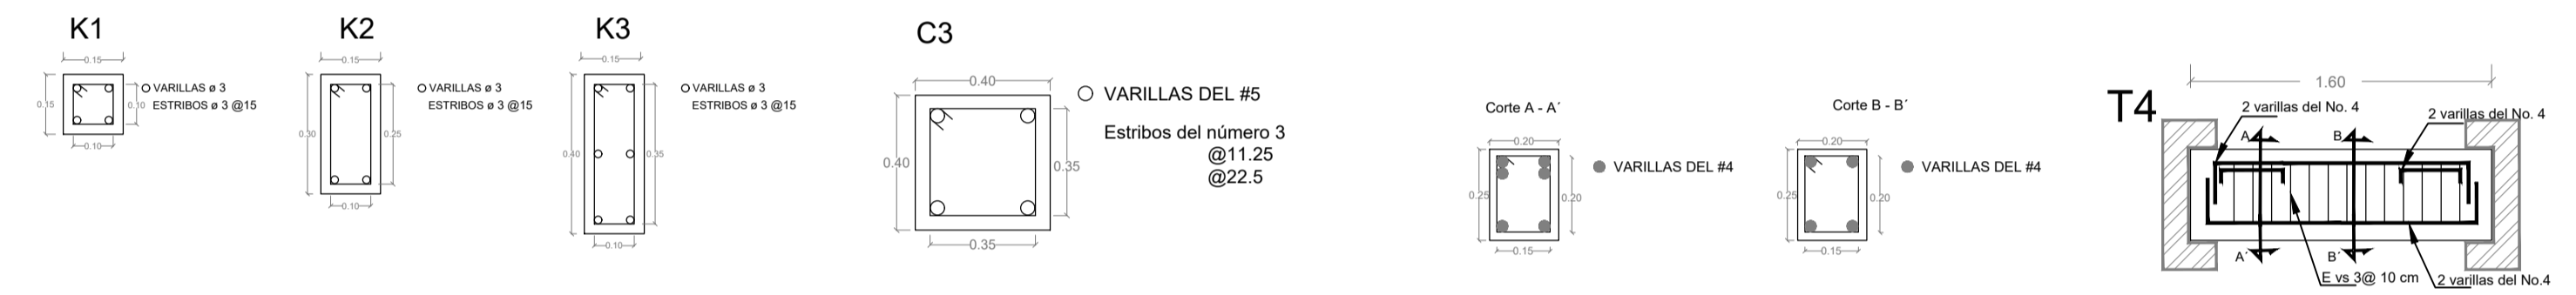 K1
0.15
0.15
0.10
0.10
VARILLAS ø 3
ESTRIBOS ø 3 @15
K2
0.15
0.30
0.25
0.10
VARILLAS ø 3
ESTRIBOS ø 3 @15
K3
0.15
0.40
0.35
0.10
VARILLAS ø 3
ESTRIBOS ø 3 @15
C3
0.40
0.40
0.35
0.35
VARILLAS DEL #5
Estribos del número 3
@11.25
@22.5
Corte A - A´
0.20
0.25
0.20
0.15
VARILLAS DEL #4
Corte B - B´
0.20
0.25
0.20
0.15
VARILLAS DEL #4
T4
1.60
2 varillas del No. 4
2 varillas del No. 4
A
B
A´
B´
E vs 3@ 10 cm
2 varillas del No.4